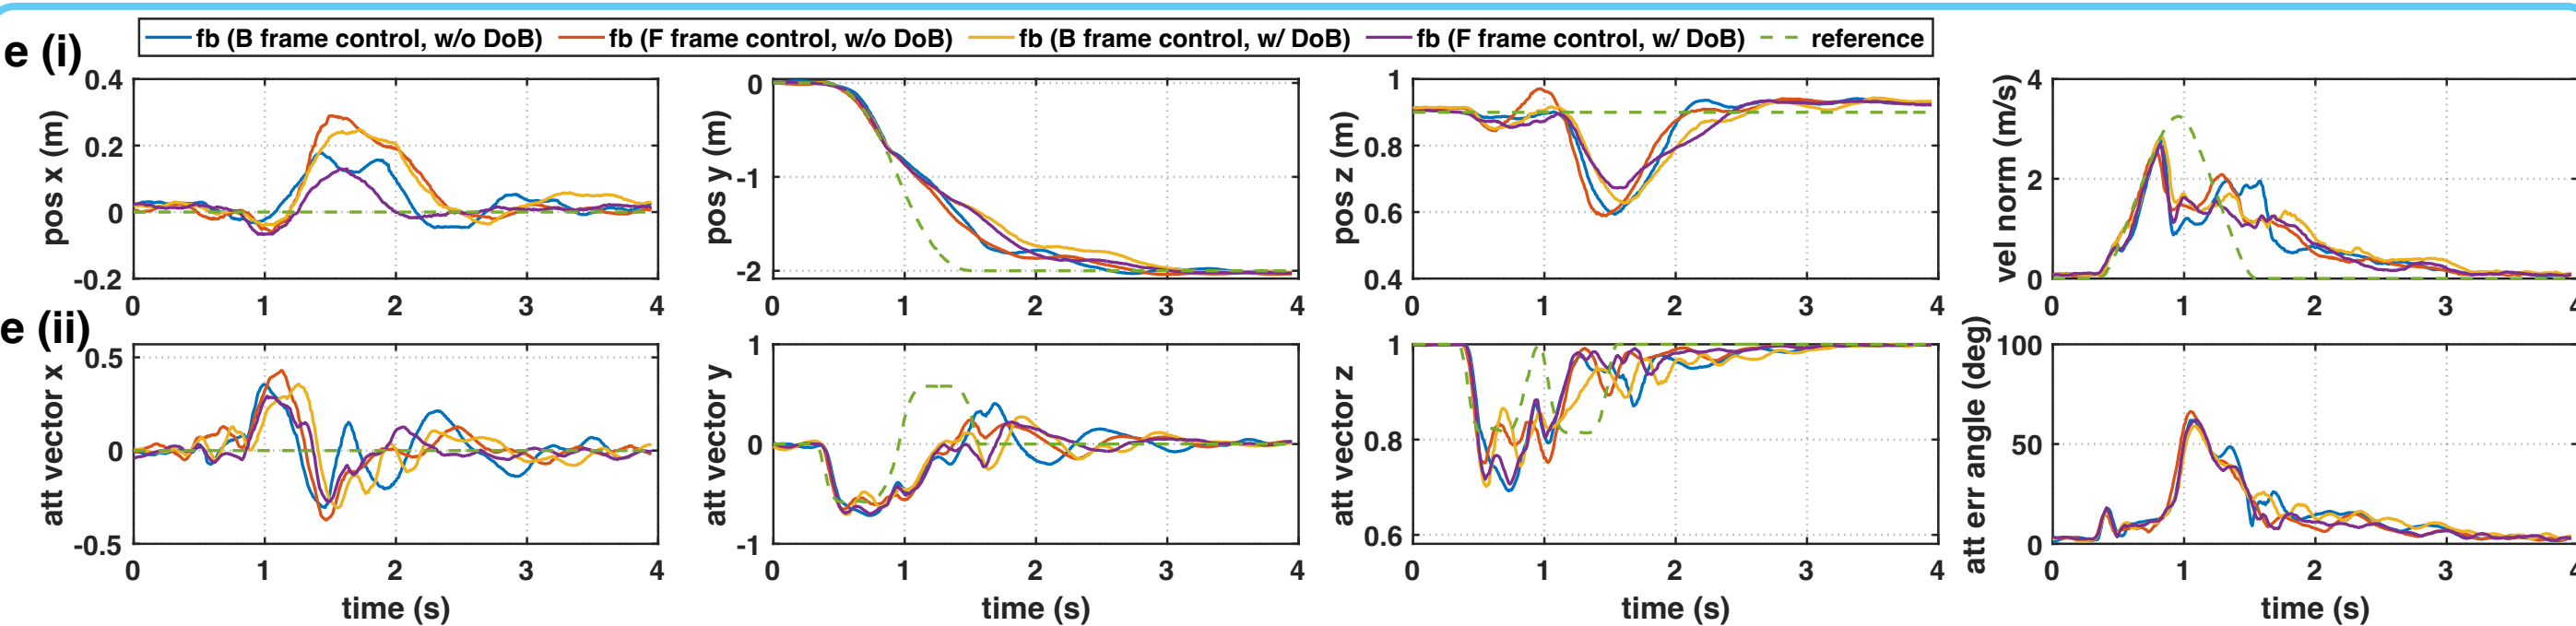 e (i)
fb (B frame control, w/o DoB) fb (F frame control, w/o DoB) fb (B frame control, w/ DoB) fb (F frame control, w/ DoB) reference
pos x (m)
0.4
0.2
0
-0.2
0 1 2 3 4
pos y (m)
0
-1
-2
0 1 2 3 4
pos z (m)
1
0.8
0.6
0.4
0 1 2 3 4
vel norm (m/s)
4
2
0
0 1 2 3 4
e (ii)
att vector x
0.5
0
-0.5
0 1 2 3 4
time (s)
att vector y
1
0
-1
0 1 2 3 4
time (s)
att vector z
1
0.8
0.6
0 1 2 3 4
time (s)
att err angle (deg)
100
50
0
0 1 2 3 4
time (s)